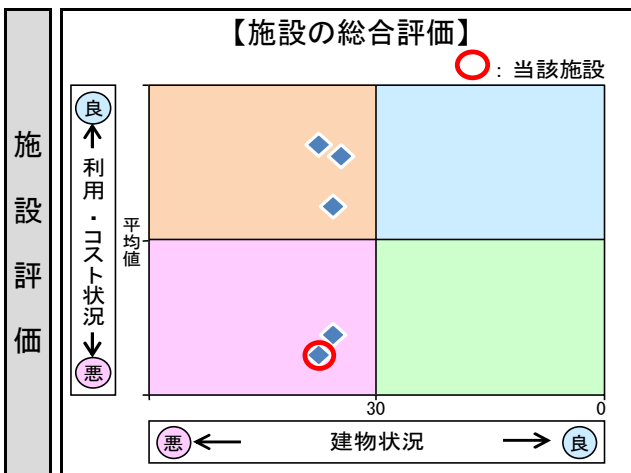 施設評価
【施設の総合評価】
：当該施設
良
利用・コスト状況
悪
平均値
30
0
悪
建物状況
良